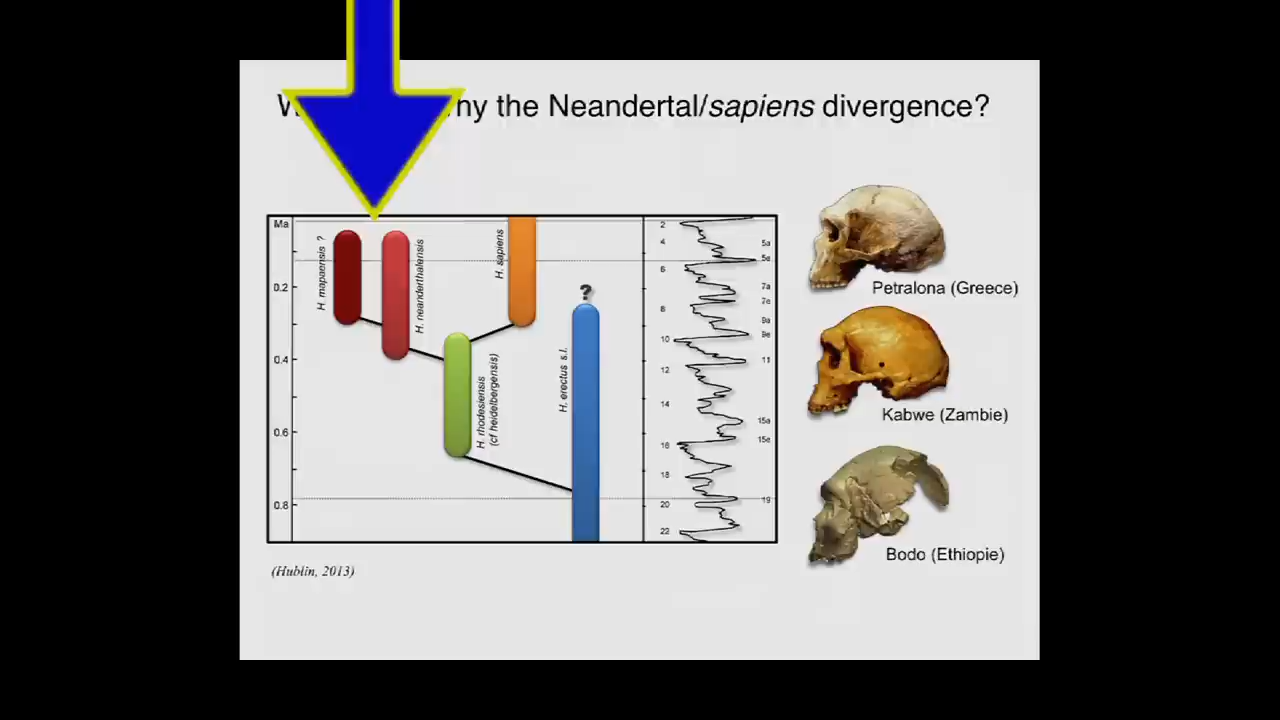 hy the Neandertal/sapiens divergence?
Ma
0.2
0.4
0.6
0.8
H. mapaensis ?
H. neanderthalensis
H. rhodesiensis
(cf heidelbergensis)
H. sapiens
?
H. erectus s.l.
2
4
6
8
10
12
14
16
18
20
22
5a
5e
7a
7e
9a
9e
11
15a
15e
19
Petralona (Greece)
Kabwe (Zambie)
Bodo (Ethiopie)
(Hublin, 2013)